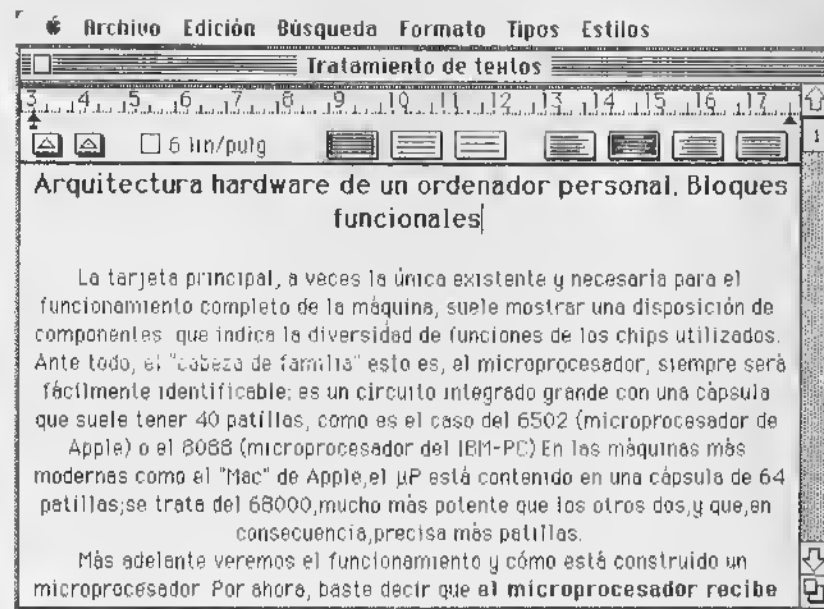 Archivo Edición Búsqueda Formato Tipos Estilos
Tratamiento de textos
3 4 5 6 7 8 9 10 11 12 13 14 15 16 17
6 lin/pulg
1
Arquitectura hardware de un ordenador personal. Bloques
funcionales
La tarjeta principal, a veces la única existente y necesaria para el
funcionamiento completo de la máquina, suele mostrar una disposición de
componentes que indica la diversidad de funciones de los chips utilizados.
Ante todo, el "cabeza de familia" esto es, el microprocesador, siempre será
fácilmente identificable; es un circuito integrado grande con una cápsula
que suele tener 40 patillas, como es el caso del 6502 (microprocesador de
Apple) o el 8088 (microprocesador del IBM-PC) En las máquinas más
modernas como el "Mac" de Apple,el µP está contenido en una cápsula de 64
patillas;se trata del 68000,mucho más potente que los otros dos,y que,en
consecuencia,precisa más patillas.
Más adelante veremos el funcionamiento y cómo está construido un
microprocesador Por ahora, baste decir que el microprocesador recibe